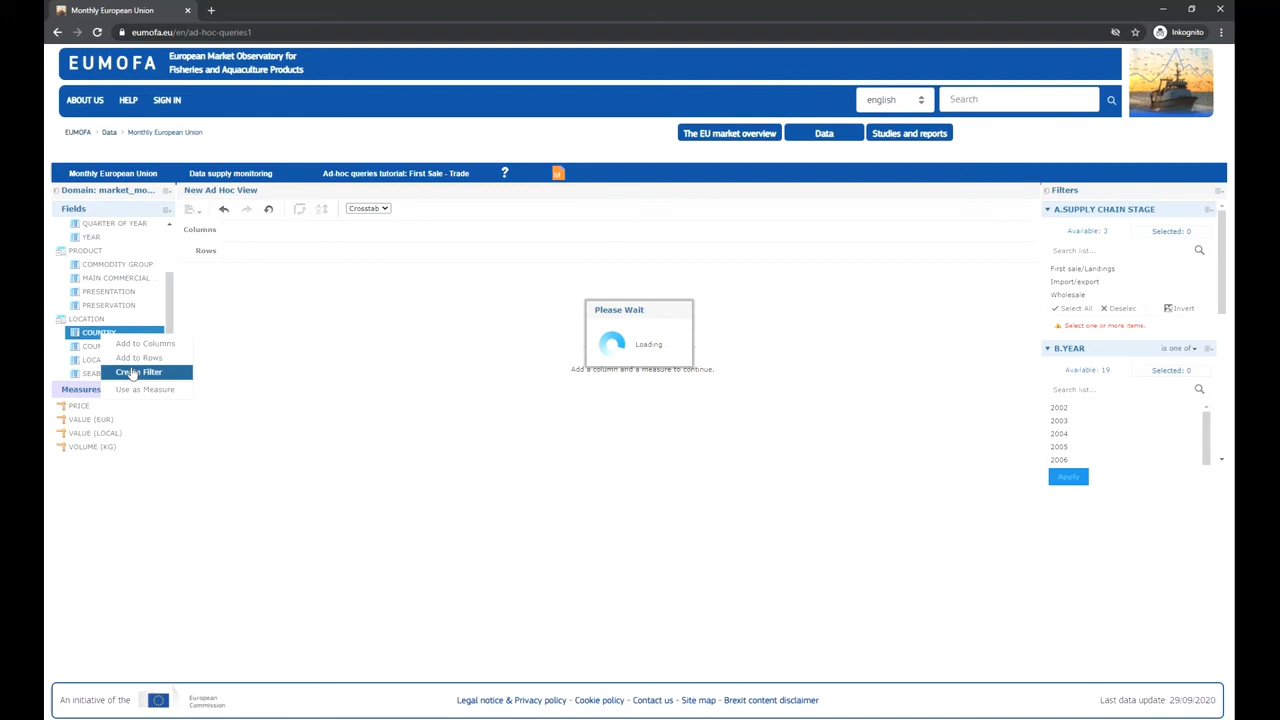 Monthly European Union
eumofa.eu/en/ad-hoc-queries1
Inkognito
EUMOFA
European Market Observatory for
Fisheries and Aquaculture Products
ABOUT US HELP SIGN IN
english
Search
EUMOFA > Data > Monthly European Union
The EU market overview
Data
Studies and reports
Monthly European Union
Data supply monitoring
Ad-hoc queries tutorial: First Sale - Trade
?
M
Domain: market_mo...
New Ad Hoc View
Filters
Fields
Crosstab
QUARTER OF YEAR
YEAR
PRODUCT
COMMODITY GROUP
MAIN COMMERCIAL ...
PRESENTATION
PRESERVATION
LOCATION
COUNTRY
COUN
LOCA
SEAB
Add to Columns
Add to Rows
Create Filter
Use as Measure
Measures
PRICE
VALUE (EUR)
VALUE (LOCAL)
VOLUME (KG)
Columns
Rows
Please Wait
Loading
Add a column and a measure to continue.
A.SUPPLY CHAIN STAGE
Available: 3
Selected: 0
Search list...
First sale/Landings
Import/export
Wholesale
Select All
Deselec
Invert
Select one or more items.
B.YEAR
is one of
Available: 19
Selected: 0
Search list...
2002
2003
2004
2005
2006
Apply
An initiative of the
European
Commission
Legal notice & Privacy policy - Cookie policy - Contact us - Site map - Brexit content disclaimer
Last data update 29/09/2020